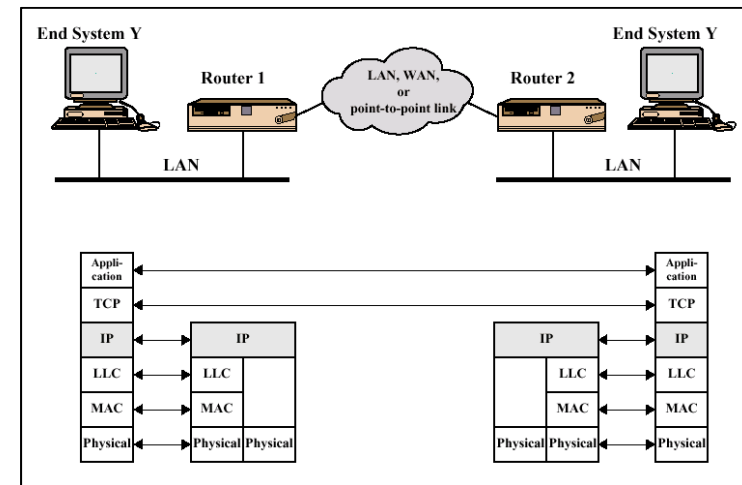 End System Y
End System Y
Router 1
LAN, WAN,
or
point-to-point link
Router 2
LAN
LAN
Appli-
cation
Appli-
cation
TCP
TCP
IP
IP
IP
IP
LLC
LLC
LLC
LLC
MAC
MAC
MAC
MAC
Physical
Physical
Physical
Physical
Physical
Physical